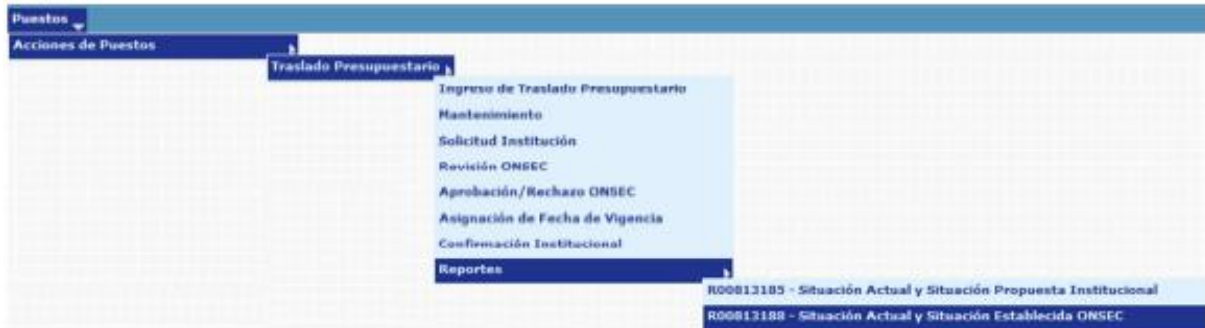 Puestos
Acciones de Puestos
Traslado Presupuestario
Ingreso de Traslado Presupuestario
Mantenimiento
Solicitud Institución
Revisión ONSEC
Aprobación/Rechazo ONSEC
Asignación de Fecha de Vigencia
Confirmación Institucional
Reportes
R00813185 - Situación Actual y Situación Propuesta Institucional
R00813188 - Situación Actual y Situación Establecida ONSEC